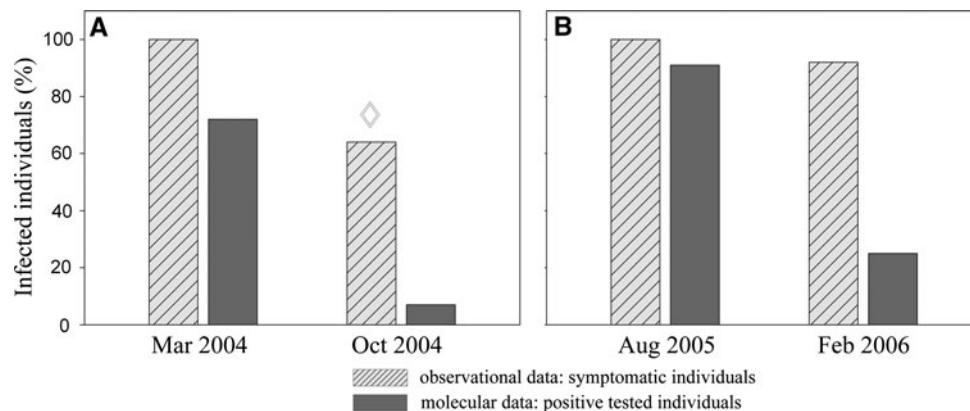 A
B
Infected individuals (%)
100
80
60
40
20
0
Mar 2004
Oct 2004
Aug 2005
Feb 2006
observational data: symptomatic individuals
molecular data: positive tested individuals